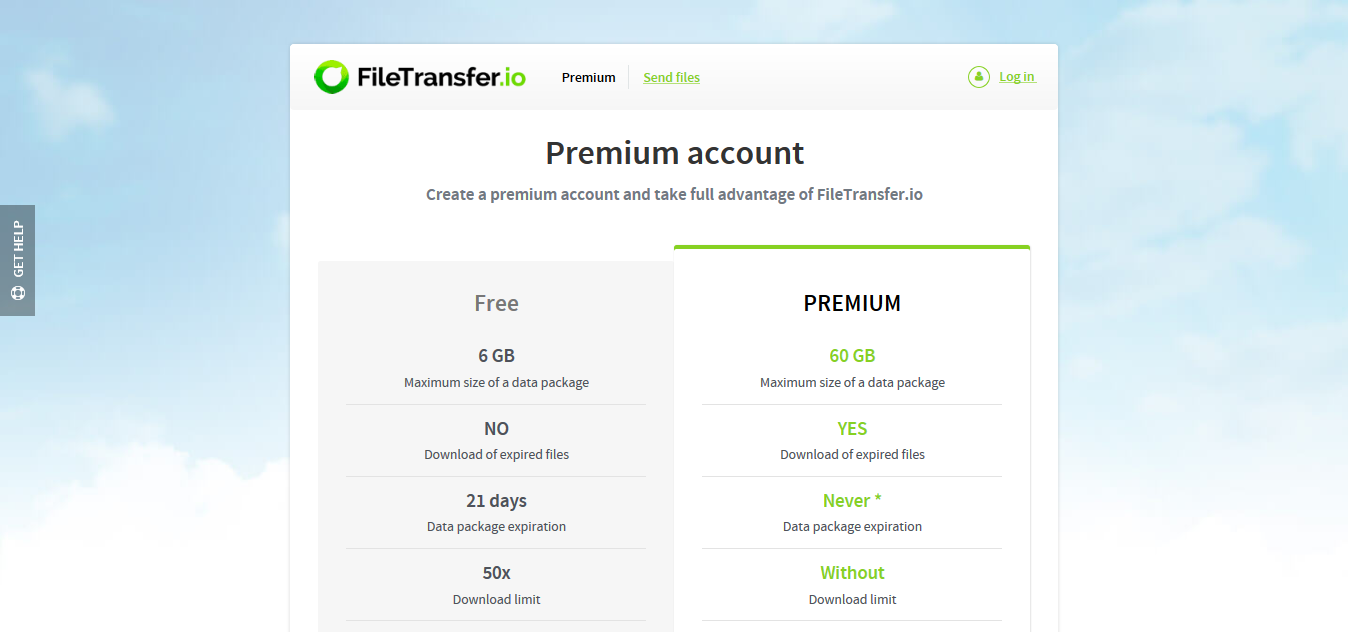 FileTransfer.io
Premium
Send files
Log in
Premium account
Create a premium account and take full advantage of FileTransfer.io
GET HELP
Free
6 GB
Maximum size of a data package
NO
Download of expired files
21 days
Data package expiration
50x
Download limit
PREMIUM
60 GB
Maximum size of a data package
YES
Download of expired files
Never *
Data package expiration
Without
Download limit